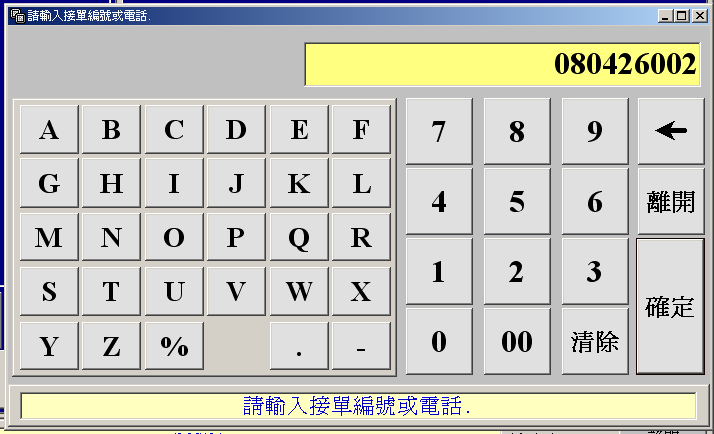 請輸入接單編號或電話.
080426002
A B C D E F 7 8 9
G H I J K L 4 5 6 離開
M N O P Q R
S T U V W X 1 2 3 確定
Y Z % . - 0 00 清除
請輸入接單編號或電話.